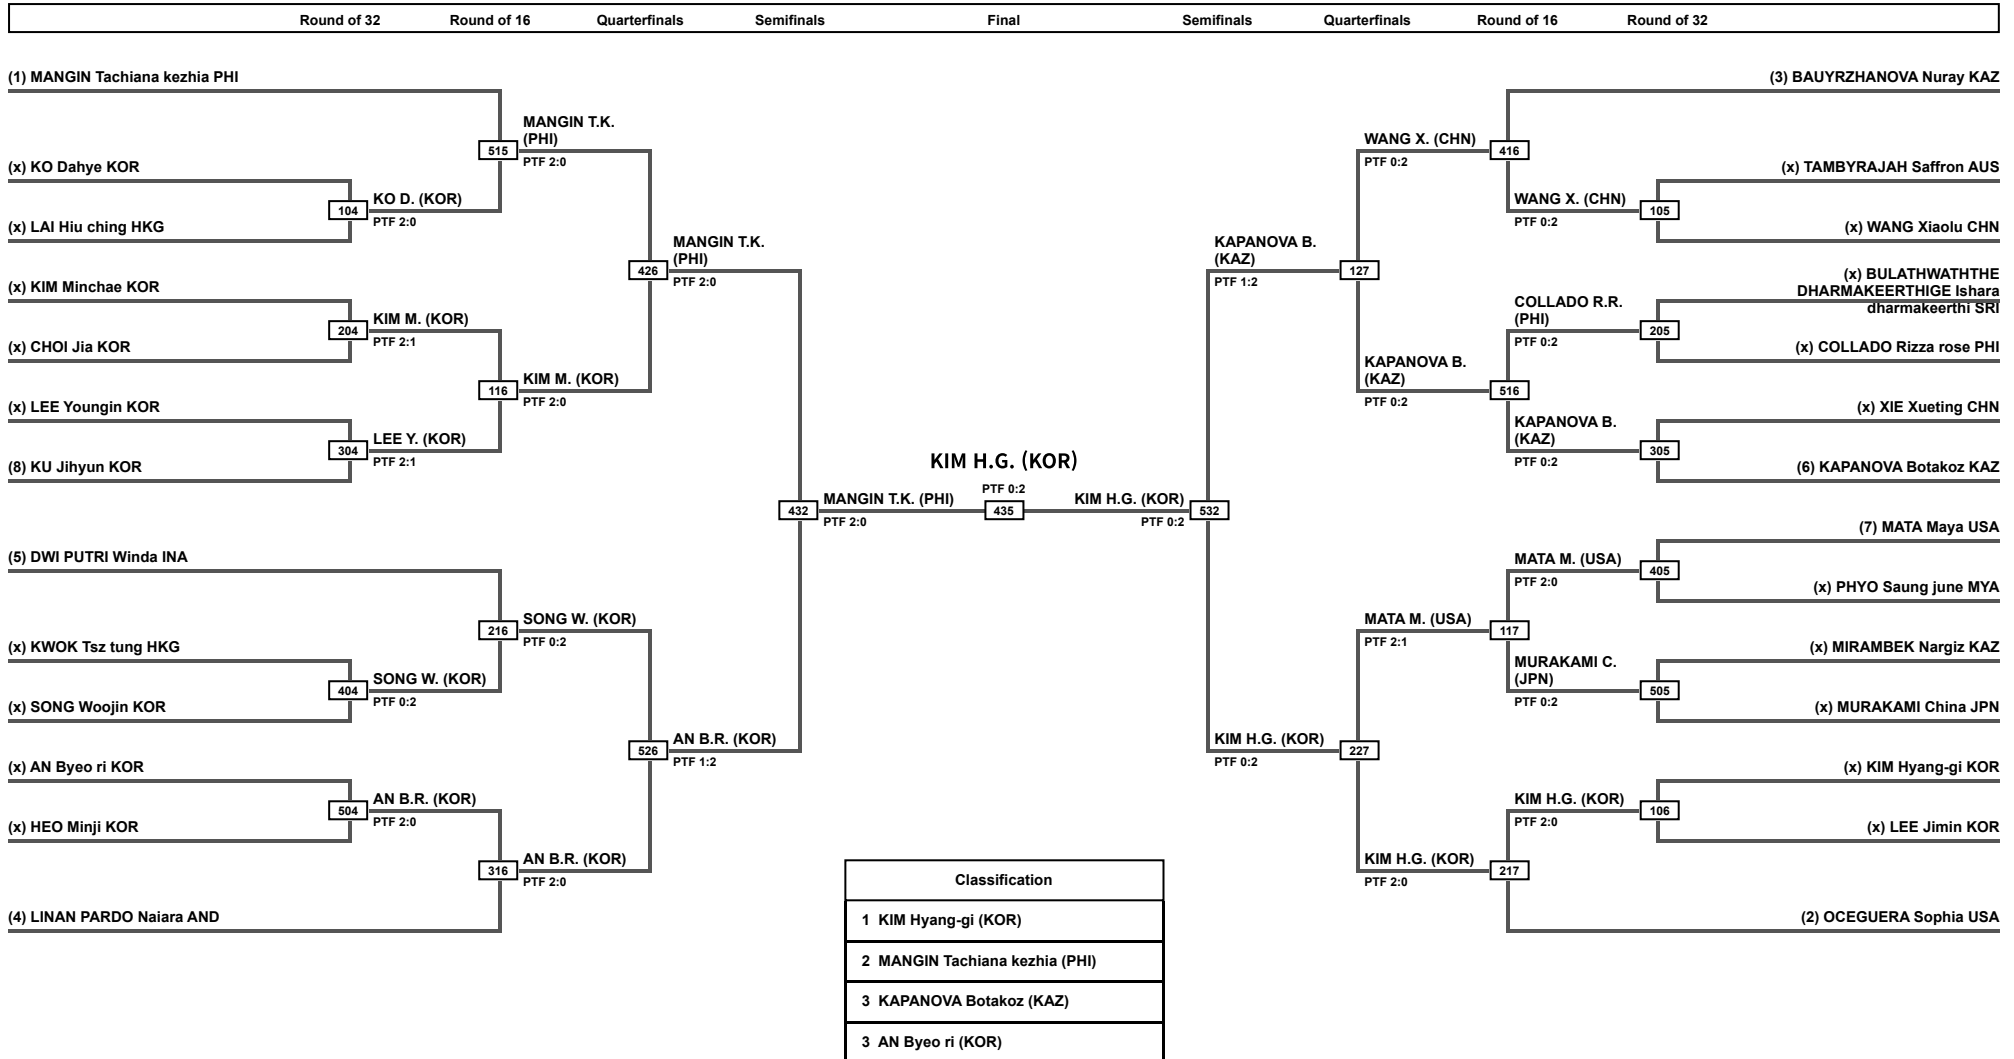 Round of 32 Round of 16 Quarterfinals Semifinals Final Semifinals Quarterfinals Round of 16 Round of 32
(1) MANGIN Tachiana kezhia PHI
(x) KO Dahye KOR
(x) LAI Hiu ching HKG
(x) KIM Minchae KOR
(x) CHOI Jia KOR
(x) LEE Youngin KOR
(8) KU Jihyun KOR
(5) DWI PUTRI Winda INA
(x) KWOK Tsz tung HKG
(x) SONG Woojin KOR
(x) AN Byeo ri KOR
(x) HEO Minji KOR
(4) LINAN PARDO Naiara AND
104
KO D. (KOR)
PTF 2:0
204
KIM M. (KOR)
PTF 2:1
304
LEE Y. (KOR)
PTF 2:1
404
SONG W. (KOR)
PTF 0:2
504
AN B.R. (KOR)
PTF 2:0
515
MANGIN T.K.
(PHI)
PTF 2:0
116
KIM M. (KOR)
PTF 2:0
216
SONG W. (KOR)
PTF 0:2
316
AN B.R. (KOR)
PTF 2:0
426
MANGIN T.K.
(PHI)
PTF 2:0
526
AN B.R. (KOR)
PTF 1:2
432
MANGIN T.K. (PHI)
PTF 2:0
KIM H.G. (KOR)
PTF 0:2
435
KIM H.G. (KOR)
PTF 0:2
532
KAPANOVA B.
(KAZ)
PTF 1:2
127
KIM H.G. (KOR)
PTF 0:2
227
WANG X. (CHN)
PTF 0:2
416
KAPANOVA B.
(KAZ)
PTF 0:2
516
MATA M. (USA)
PTF 2:1
117
KIM H.G. (KOR)
PTF 2:0
217
WANG X. (CHN)
PTF 0:2
105
COLLADO R.R.
(PHI)
PTF 0:2
205
KAPANOVA B.
(KAZ)
PTF 0:2
305
MATA M. (USA)
PTF 2:0
405
MURAKAMI C.
(JPN)
PTF 0:2
505
KIM H.G. (KOR)
PTF 2:0
106
(3) BAUYRZHANOVA Nuray KAZ
(x) TAMBYRAJAH Saffron AUS
(x) WANG Xiaolu CHN
(x) BULATHWATHTHE
DHARMAKEERTHIGE Ishara
dharmakeerthi SRI
(x) COLLADO Rizza rose PHI
(x) XIE Xueting CHN
(6) KAPANOVA Botakoz KAZ
(7) MATA Maya USA
(x) PHYO Saung june MYA
(x) MIRAMBEK Nargiz KAZ
(x) MURAKAMI China JPN
(x) KIM Hyang-gi KOR
(x) LEE Jimin KOR
(2) OCEGUERA Sophia USA
Classification
1 KIM Hyang-gi (KOR)
2 MANGIN Tachiana kezhia (PHI)
3 KAPANOVA Botakoz (KAZ)
3 AN Byeo ri (KOR)